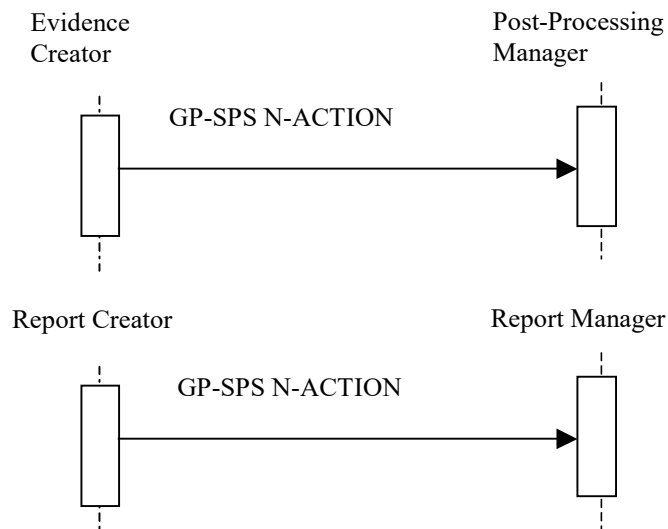 Evidence
Creator
Post-Processing
Manager
GP-SPS N-ACTION
Report Creator
Report Manager
GP-SPS N-ACTION